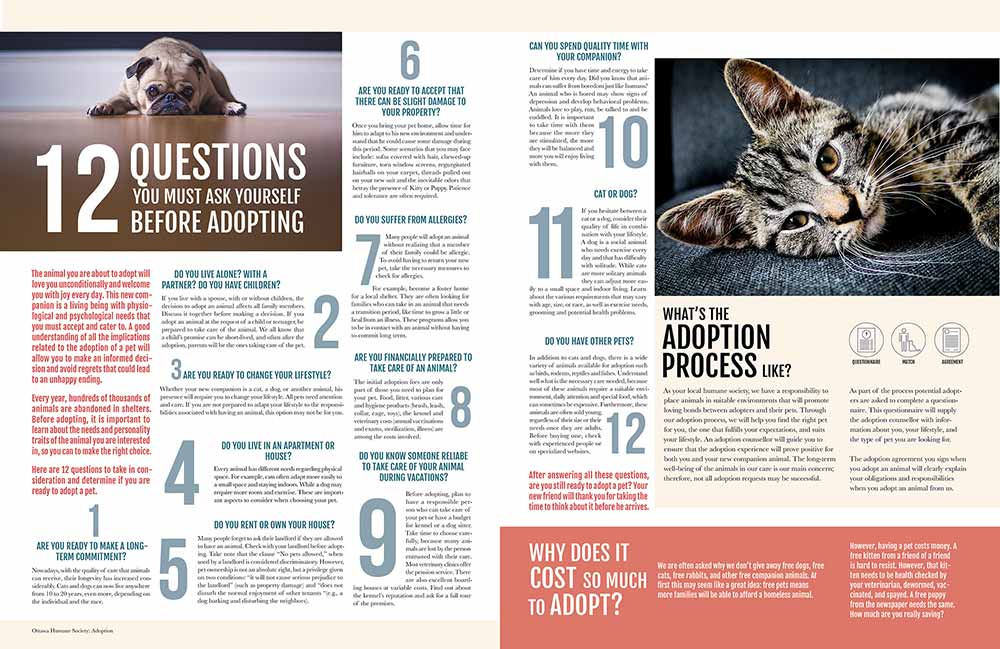 12 QUESTIONS
YOU MUST ASK YOURSELF
BEFORE ADOPTING
The animal you are about to adopt will
love you unconditionally and welcome
you with joy every day. This new com-
panion is a living being with physio-
logical and psychological needs that
you must accept and cater to. A good
understanding of all the implications
related to the adoption of a pet will
allow you to make an informed deci-
sion and avoid regrets that could lead
to an unhappy ending.
Every year, hundreds of thousands of
animals are abandoned in shelters.
Before adopting, it is important to
learn about the needs and personality
traits of the animal you are interested
in, so you can to make the right choice.
Here are 12 questions to take in con-
sideration and determine if you are
ready to adopt a pet.
1
ARE YOU READY TO MAKE A LONG-
TERM COMMITMENT?
Nowadays, with the quality of care that animals
can receive, their longevity has increased con-
siderably. Cats and dogs can now live anywhere
from 10 to 20 years, even more, depending on
the individual and the race.
DO YOU LIVE ALONE? WITH A
PARTNER? DO YOU HAVE CHILDREN?
2
If you live with a spouse, with or without children, the
decision to adopt an animal affects all family members.
Discuss it together before making a decision. If you
adopt an animal at the request of a child or teenager, be
prepared to take care of the animal. We all know that
a child's promise can be short-lived, and often after the
adoption, parents will be the ones taking care of the pet.
3 ARE YOU READY TO CHANGE YOUR LIFESTYLE?
Whether your new companion is a cat, a dog, or another animal, his
presence will require you to change your lifestyle. All pets need attention
and care. If you are not prepared to adapt your lifestyle to the responsi-
bilities associated with having an animal, this option may not be for you.
4
DO YOU LIVE IN AN APARTMENT OR
HOUSE?
Every animal has different needs regarding physical
space. For example, cats often adapt more easily to
a small space and staying indoors. While a dog may
require more room and exercise. These are import-
ant aspects to consider when choosing your pet.
5
DO YOU RENT OR OWN YOUR HOUSE?
Many people forget to ask their landlord if they are allowed
to have an animal. Check with your landlord before adopt-
ing. Take note that the clause "No pets allowed," when
used by a landlord is considered discriminatory. However,
pet ownership is not an absolute right, but a privilege given
on two conditions: "it will not cause serious prejudice to
the landlord" (such as property damage) and "does not
disturb the normal enjoyment of other tenants "(e.g., a
dog barking and disturbing the neighbors).
6
ARE YOU READY TO ACCEPT THAT
THERE CAN BE SLIGHT DAMAGE TO
YOUR PROPERTY?
Once you bring your pet home, allow time for
him to adapt to his new environment and under-
stand that he could cause some damage during
this period. Some scenarios that you may face
include: sofas covered with hair, chewed-up
furniture, torn window screens, regurgitated
hairballs on your carpet, threads pulled out
on your new suit and the inevitable odors that
betray the presence of Kitty or Puppy. Patience
and tolerance are often required.
DO YOU SUFFER FROM ALLERGIES?
7
Many people will adopt an animal
without realizing that a member
of their family could be allergic.
To avoid having to return your new
pet, take the necessary measures to
check for allergies.
For example, become a foster home
for a local shelter. They are often looking for
families who can take in an animal that needs
a transition period, like time to grow a little or
heal from an illness. These programs allow you
to be in contact with an animal without having
to commit long term.
ARE YOU FINANCIALLY PREPARED TO
TAKE CARE OF AN ANIMAL?
8
The initial adoption fees are only
part of those you need to plan for
your pet. Food, litter, various care
and hygiene products (brush, leash,
collar, cage, toys), the kennel and
veterinary costs (annual vaccinations
and exams, sterilization, illness) are
among the costs involved.
DO YOU KNOW SOMEONE RELIABE
TO TAKE CARE OF YOUR ANIMAL
DURING VACATIONS?
9
Before adopting, plan to
have a responsible per-
son who can take care of
your pet or have a budget
for kennel or a dog sitter.
Take time to choose care-
fully, because many ani-
mals are lost by the person
entrusted with their care.
Most veterinary clinics offer
the pension service. There
are also excellent board-
ing houses at variable costs. Find out about
the kennel's reputation and ask for a full tour
of the premises.
Ottawa Humane Society: Adoption
CAN YOU SPEND QUALITY TIME WITH
YOUR COMPANION?
Determine if you have time and energy to take
care of him every day. Did you know that ani-
mals can suffer from boredom just like humans?
An animal who is bored may show signs of
depression and develop behavioral problems.
Animals love to play, run, be talked to and be
cuddled. It is important
to take time with them
because the more they
are stimulated, the more
they will be balanced and
more you will enjoy living
with them.
10
CAT OR DOG?
11
If you hesitate between a
cat or a dog, consider their
quality of life in combi-
nation with your lifestyle.
A dog is a social animal
who needs exercise every
day and that has difficulty
with solitude. While cats
are more solitary animals
they can adjust more eas-
ily to a small space and indoor living. Learn
about the various requirements that may vary
with age, size, or race, as well as exercise needs,
grooming and potential health problems.
DO YOU HAVE OTHER PETS?
In addition to cats and dogs, there is a wide
variety of animals available for adoption such
as birds, rodents, reptiles and fishes. Understand
well what is the necessary care needed, because
most of these animals require a suitable envi-
ronment, daily attention and special food, which
can sometimes be expensive. Furthermore, these
animals are often sold young,
regardless of their size or their
needs once they are adults.
Before buying one, check
with experienced people or
on specialized websites.
12
After answering all these questions,
are you still ready to adopt a pet? Your
new friend will thank you for taking the
time to think about it before he arrives.
WHAT'S THE
ADOPTION
PROCESS LIKE?
QUESTIONNAIRE
MATCH
AGREEMENT
As your local humane society, we have a responsibility to
place animals in suitable environments that will promote
loving bonds between adopters and their pets. Through
our adoption process, we will help you find the right pet
for you, the one that fulfills your expectations, and suits
your lifestyle. An adoption counsellor will guide you to
ensure that the adoption experience will prove positive for
both you and your new companion animal. The long-term
well-being of the animals in our care is our main concern;
therefore, not all adoption requests may be successful.
As part of the process potential adopt-
ers are asked to complete a question-
naire. This questionnaire will supply
the adoption counsellor with infor-
mation about you, your lifestyle, and
the type of pet you are looking for.
The adoption agreement you sign when
you adopt an animal will clearly explain
your obligations and responsibilities
when you adopt an animal from us.
WHY DOES IT
COST SO MUCH
TO ADOPT?
We are often asked why we don't give away free dogs, free
cats, free rabbits, and other free companion animals. At
first this may seem like a great idea: free pets means
more families will be able to afford a homeless animal.
However, having a pet costs money. A
free kitten from a friend of a friend
is hard to resist. However, that kit-
ten needs to be health checked by
your veterinarian, dewormed, vac-
cinated, and spayed. A free puppy
from the newspaper needs the same.
How much are you really saving?